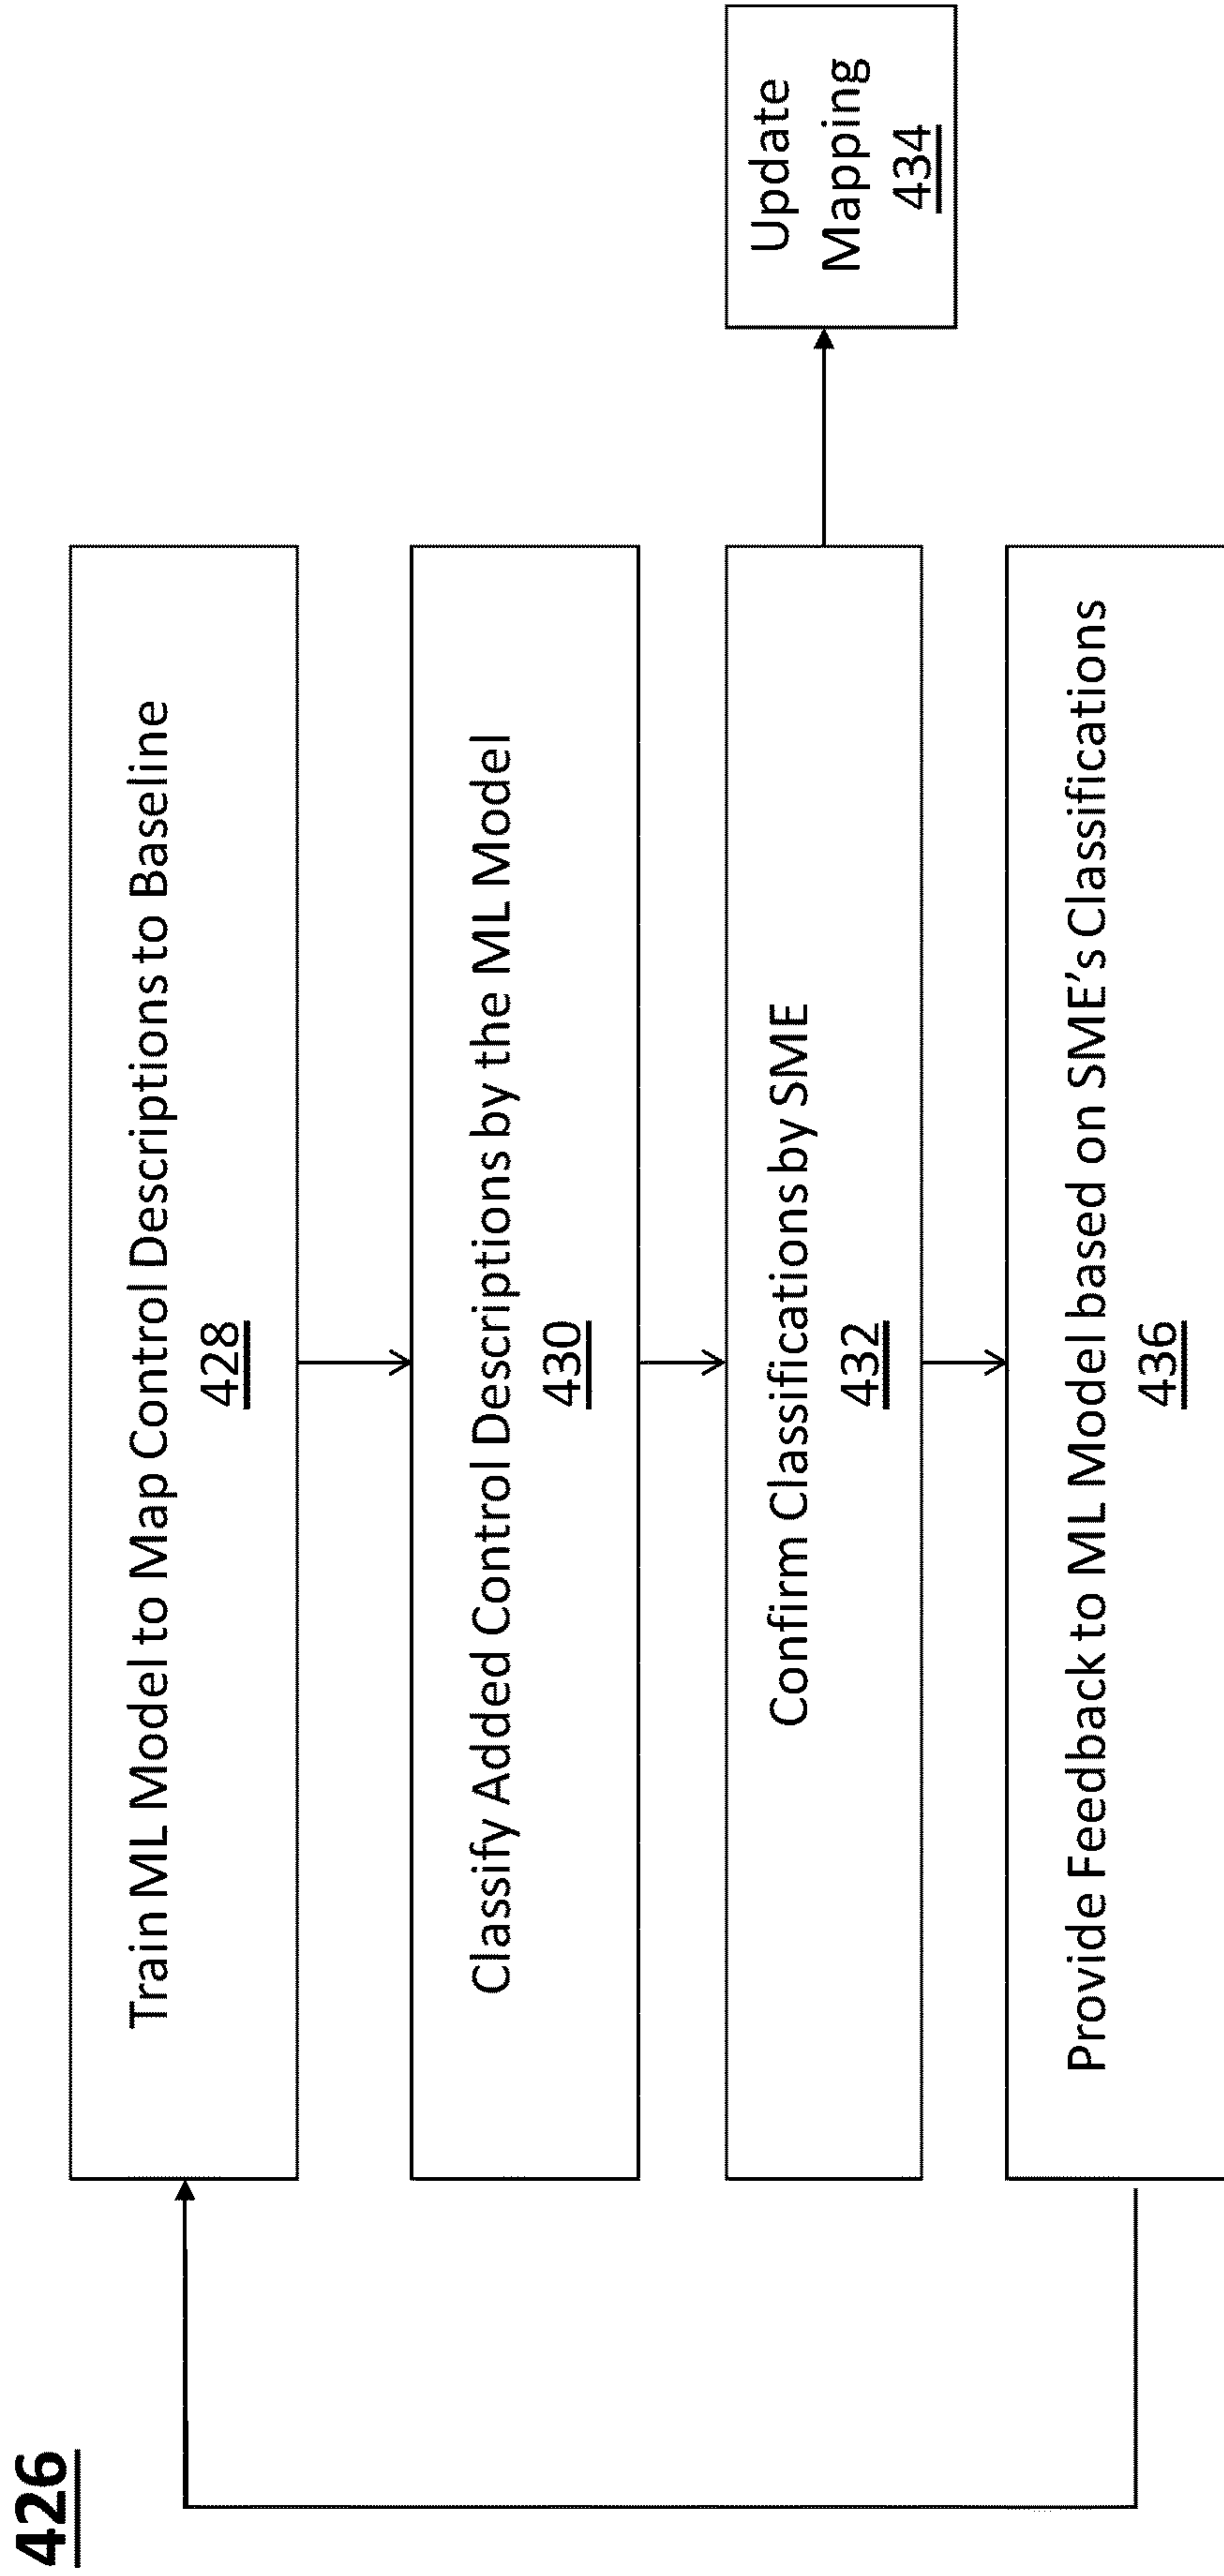 426
Train ML Model to Map Control Descriptions to Baseline
428
Classify Added Control Descriptions by the ML Model
430
Confirm Classifications by SME
432
Update
Mapping
434
Provide Feedback to ML Model based on SME's Classifications
436